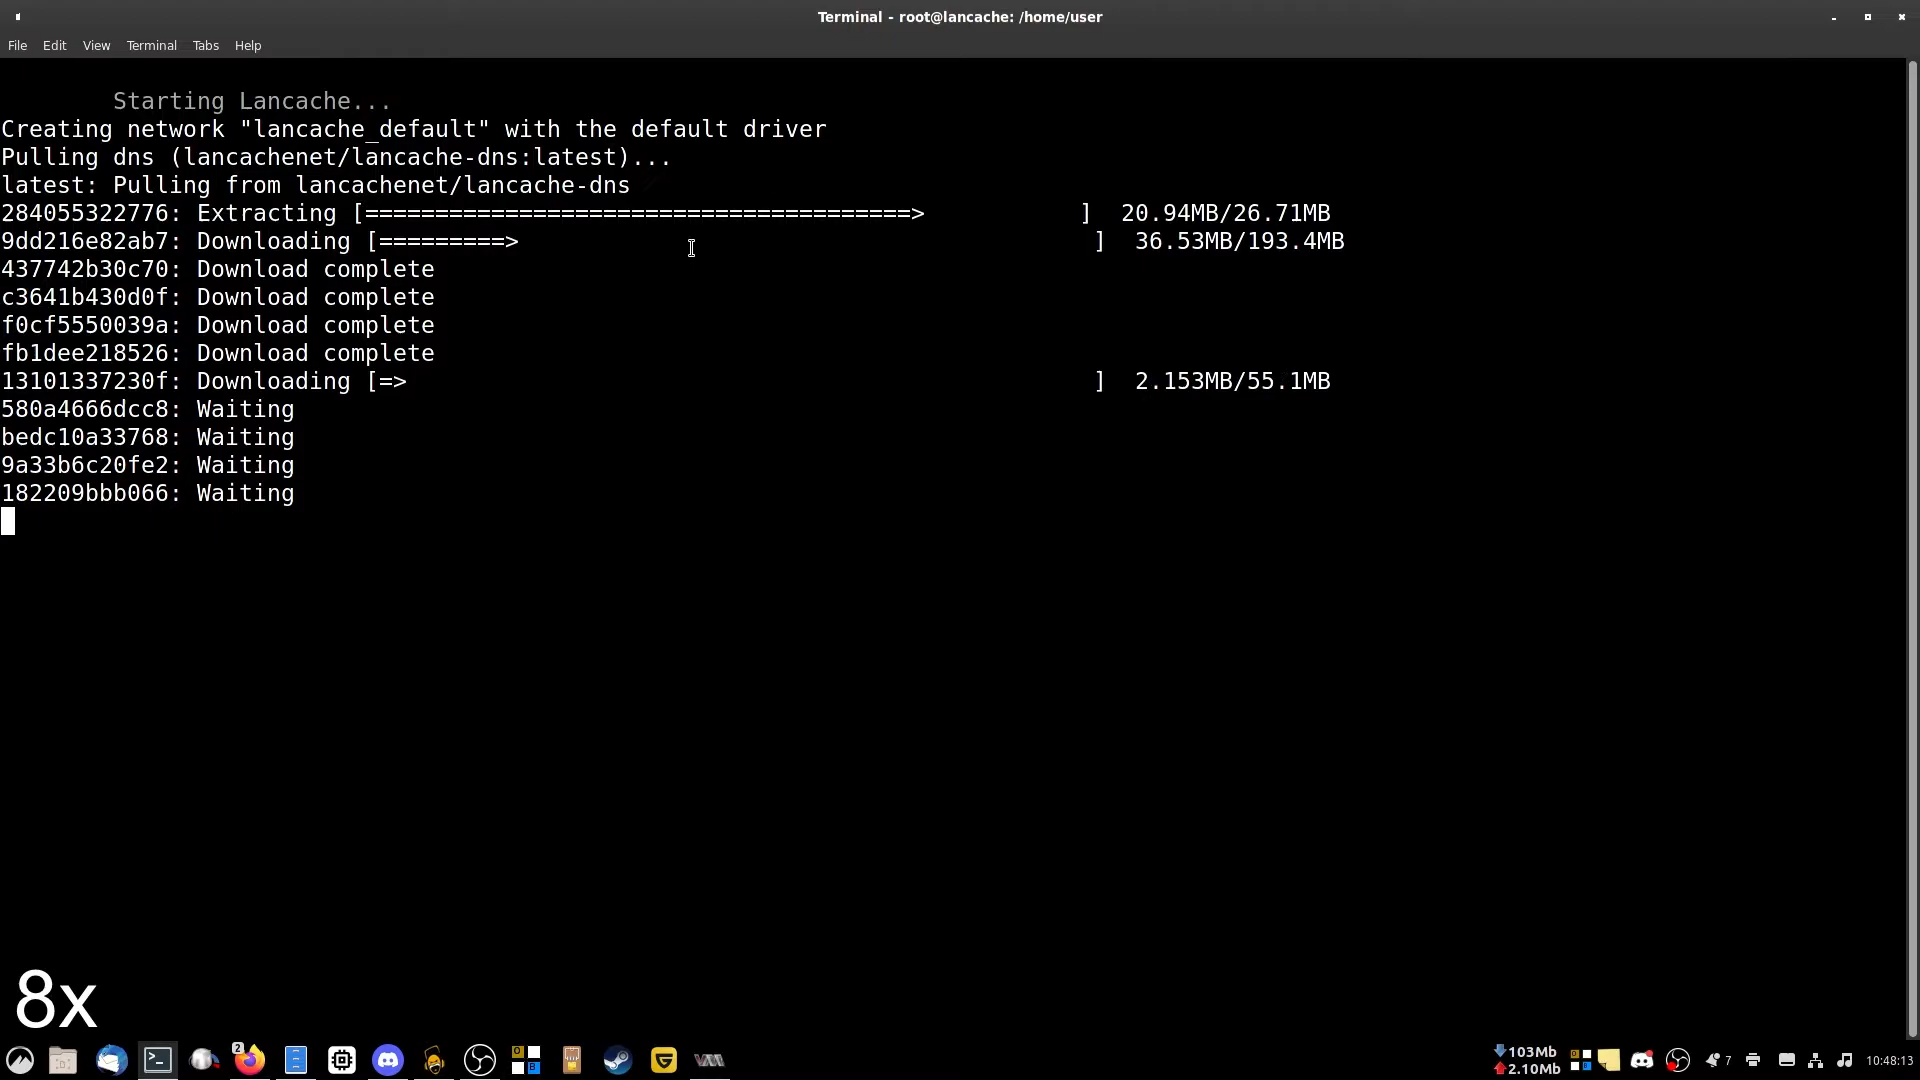 Terminal - root@lancache: /home/user
File Edit View Terminal Tabs Help
Starting Lancache...
Creating network "lancache_default" with the default driver
Pulling dns (lancachenet/lancache-dns:latest)...
latest: Pulling from lancachenet/lancache-dns
284055322776: Extracting [=======================================>           ]  20.94MB/26.71MB
9dd216e82ab7: Downloading [=========>                                         ]  36.53MB/193.4MB
437742b30c70: Download complete
c3641b430d0f: Download complete
f0cf5550039a: Download complete
fb1dee218526: Download complete
13101337230f: Downloading [=>                                                 ]  2.153MB/55.1MB
580a4666dcc8: Waiting
bedc10a33768: Waiting
9a33b6c20fe2: Waiting
182209bbb066: Waiting
8x
2
103Mb
2.10Mb
7
10:48:13